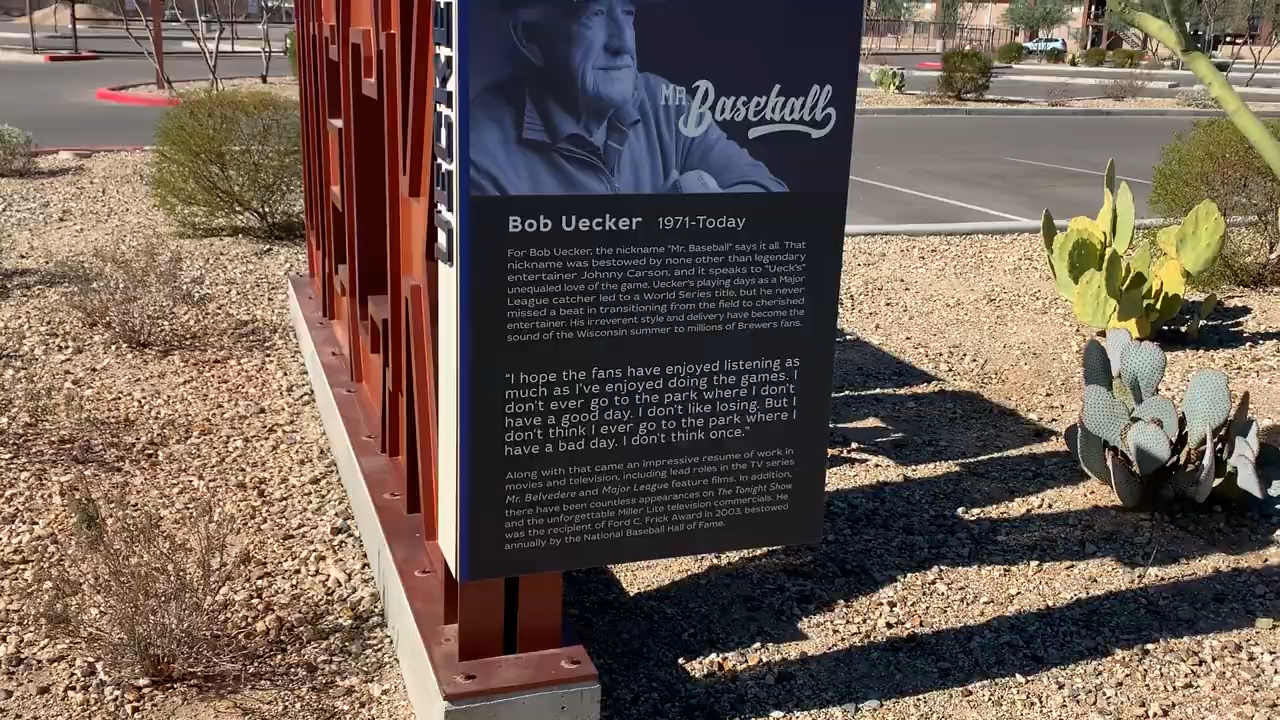 MR. Baseball
UECKER
Bob Uecker 1971-Today
For Bob Uecker, the nickname "Mr. Baseball" says it all. That
nickname was bestowed by none other than legendary
entertainer Johnny Carson, and it speaks to "Ueck's"
unequaled love of the game. Uecker's playing days as a Major
League catcher led to a World Series title, but he never
missed a beat in transitioning from the field to cherished
entertainer. His irreverent style and delivery have become the
sound of the Wisconsin summer to millions of Brewers fans.
"I hope the fans have enjoyed listening as
much as I've enjoyed doing the games. I
don't ever go to the park where I don't
have a good day. I don't like losing. But I
don't think I ever go to the park where I
have a bad day. I don't think once."
Along with that came an impressive resume of work in
movies and television, including lead roles in the TV series
Mr. Belvedere and Major League feature films. In addition,
there have been countless appearances on The Tonight Show
and the unforgettable Miller Lite television commercials. He
was the recipient of Ford C. Frick Award in 2003, bestowed
annually by the National Baseball Hall of Fame.